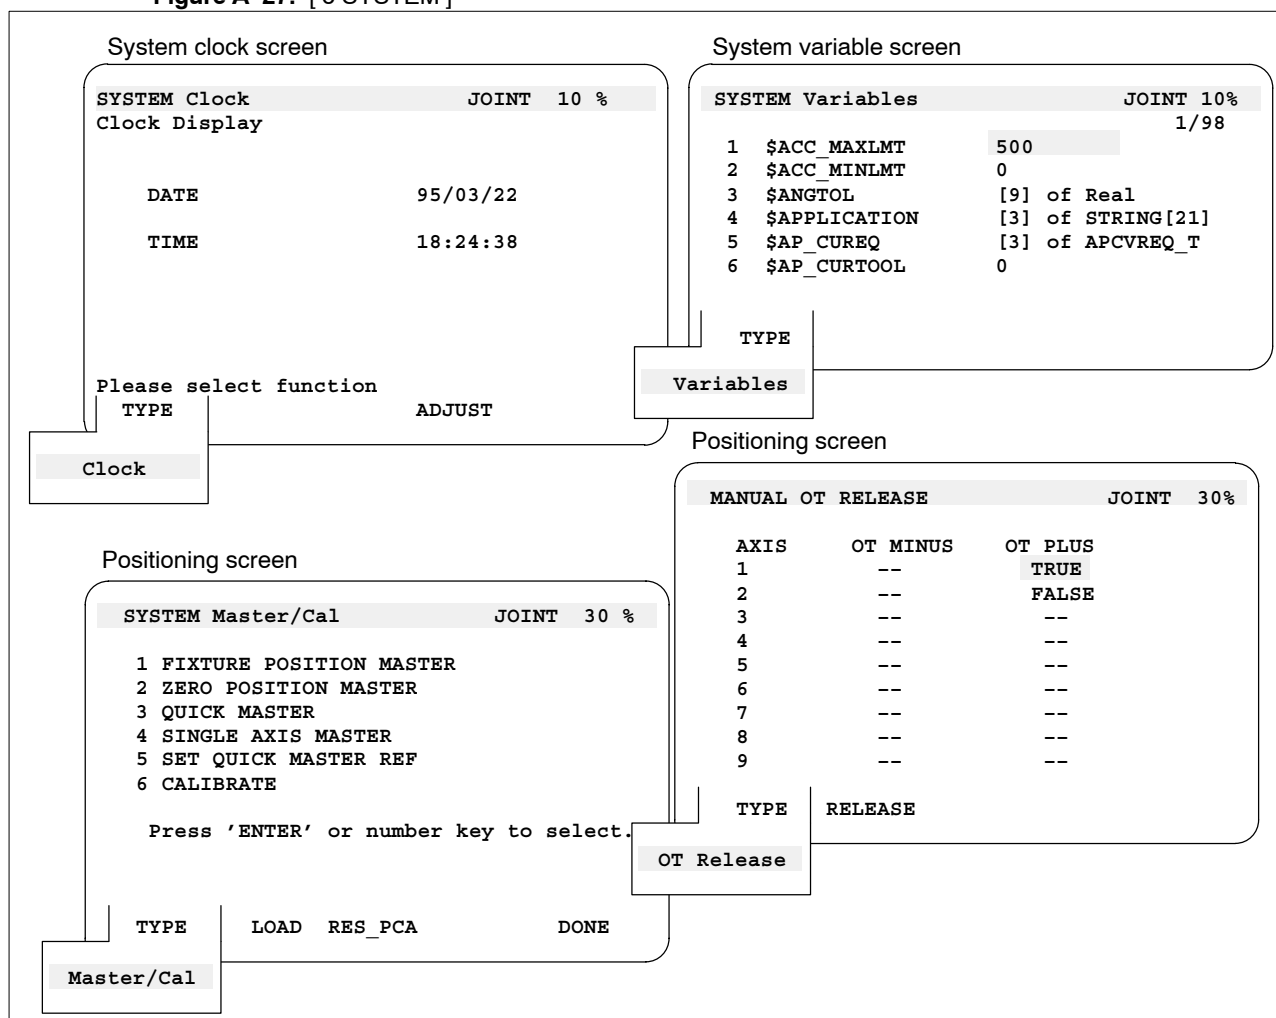 Figure A–27. [ 6 SYSTEM ]
System clock screen
SYSTEM Clock JOINT 10 %
Clock Display
DATE 95/03/22
TIME 18:24:38
Please select function
TYPE ADJUST
Clock
System variable screen
SYSTEM Variables JOINT 10%
1/98
1 $ACC_MAXLMT 500
2 $ACC_MINLMT 0
3 $ANGTOL [9] of Real
4 $APPLICATION [3] of STRING[21]
5 $AP_CUREQ [3] of APCVREQ_T
6 $AP_CURTOOL 0
TYPE
Variables
Positioning screen
SYSTEM Master/Cal JOINT 30 %
1 FIXTURE POSITION MASTER
2 ZERO POSITION MASTER
3 QUICK MASTER
4 SINGLE AXIS MASTER
5 SET QUICK MASTER REF
6 CALIBRATE
Press ’ENTER’ or number key to select.
TYPE LOAD RES_PCA DONE
Master/Cal
Positioning screen
MANUAL OT RELEASE JOINT 30%
AXIS OT MINUS OT PLUS
1 –– TRUE
2 –– FALSE
3 –– ––
4 –– ––
5 –– ––
6 –– ––
7 –– ––
8 –– ––
9 –– ––
TYPE RELEASE
OT Release